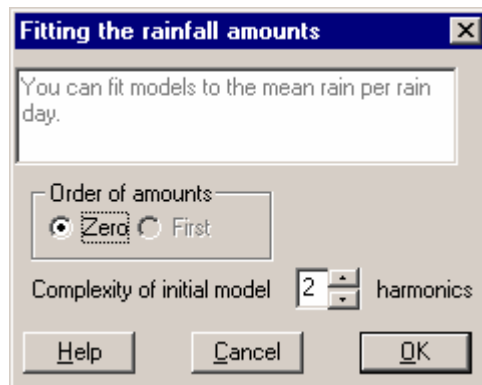 Fitting the rainfall amounts
You can fit models to the mean rain per rain
day.
Order of amounts
Zero First
Complexity of initial model 2 harmonics
Help Cancel OK